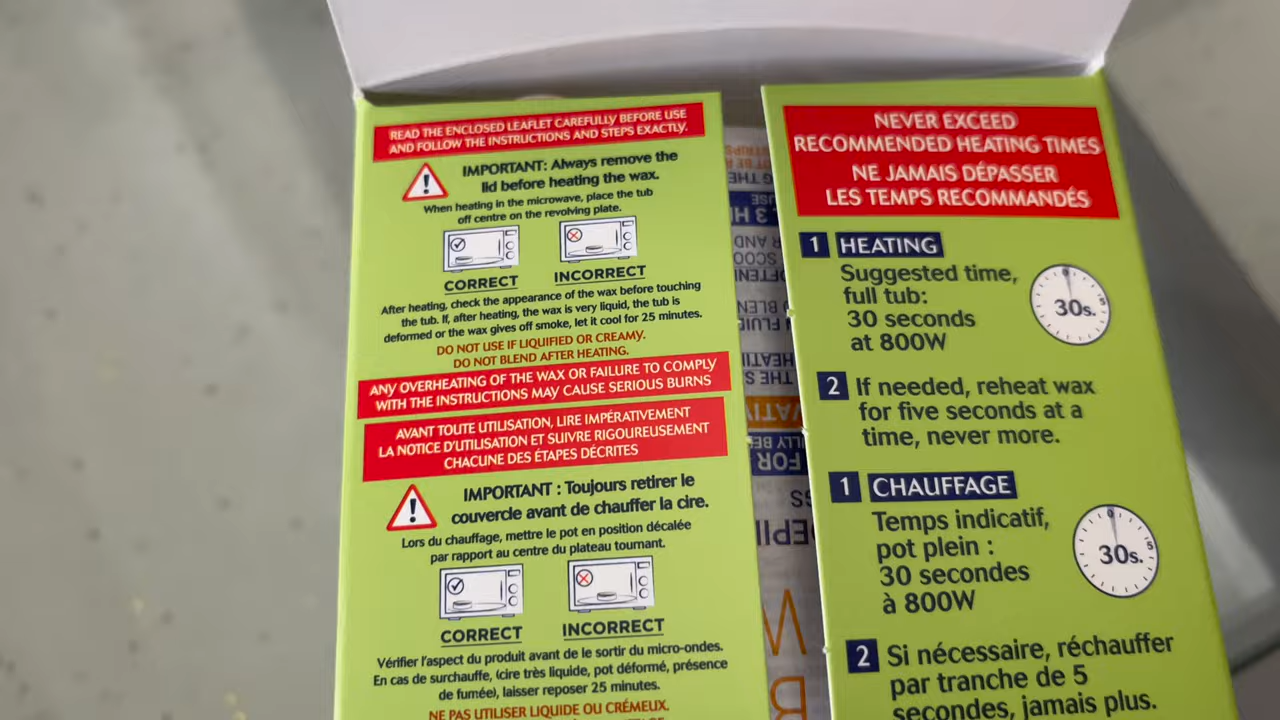 READ THE ENCLOSED LEAFLET CAREFULLY BEFORE USE
AND FOLLOW THE INSTRUCTIONS AND STEPS EXACTLY.
IMPORTANT: Always remove the
lid before heating the wax.
When heating in the microwave, place the tub
off centre on the revolving plate.
CORRECT
INCORRECT
After heating, check the appearance of the wax before touching
the tub. If, after heating, the wax is very liquid, the tub is
deformed or the wax gives off smoke, let it cool for 25 minutes.
DO NOT USE IF LIQUIFIED OR CREAMY.
DO NOT BLEND AFTER HEATING.
ANY OVERHEATING OF THE WAX OR FAILURE TO COMPLY
WITH THE INSTRUCTIONS MAY CAUSE SERIOUS BURNS
AVANT TOUTE UTILISATION, LIRE IMPÉRATIVEMENT
LA NOTICE D'UTILISATION ET SUIVRE RIGOUREUSEMENT
CHACUNE DES ÉTAPES DÉCRITES
IMPORTANT : Toujours retirer le
couvercle avant de chauffer la cire.
Lors du chauffage, mettre le pot en position décalée
par rapport au centre du plateau tournant.
CORRECT
INCORRECT
Vérifier l'aspect du produit avant de le sortir du micro-ondes.
En cas de surchauffe, (cire très liquide, pot déformé, présence
de fumée), laisser reposer 25 minutes.
NE PAS UTILISER LIQUIDE OU CRÉMEUX.
NEVER EXCEED
RECOMMENDED HEATING TIMES
NE JAMAIS DÉPASSER
LES TEMPS RECOMMANDÉS
1 HEATING
Suggested time,
full tub:
30 seconds
at 800W
0
5
30s.
2 If needed, reheat wax
for five seconds at a
time, never more.
1 CHAUFFAGE
Temps indicatif,
pot plein :
30 secondes
à 800W
0
5
30s.
2 Si nécessaire, réchauffer
par tranche de 5
secondes, jamais plus.